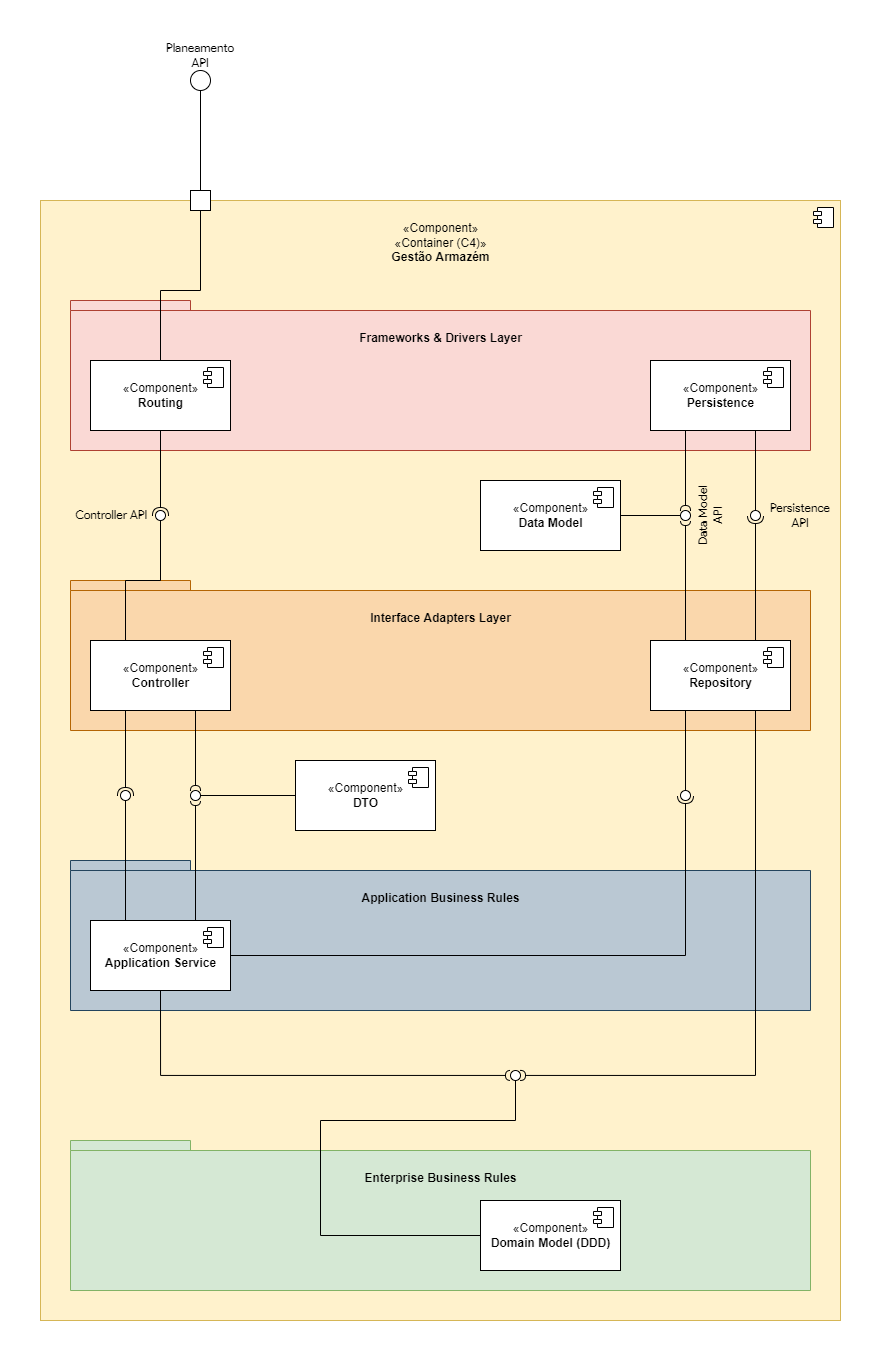 Planeamento
API
«Component»
«Container (C4)»
Gestão Armazém
Frameworks & Drivers Layer
«Component»
Routing
«Component»
Persistence
Controller API
«Component»
Data Model
Data Model
API
Persistence
API
Interface Adapters Layer
«Component»
Controller
«Component»
Repository
«Component»
DTO
Application Business Rules
«Component»
Application Service
Enterprise Business Rules
«Component»
Domain Model (DDD)